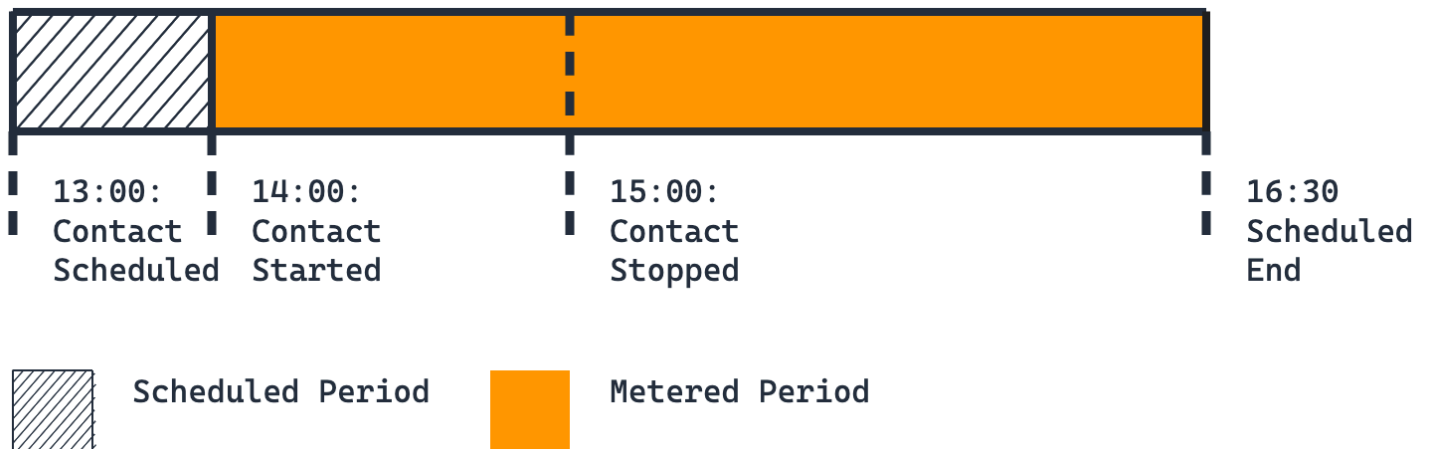 13:00:
Contact
Scheduled
14:00:
Contact
Started
15:00:
Contact
Stopped
16:30
Scheduled
End
Scheduled Period
Metered Period